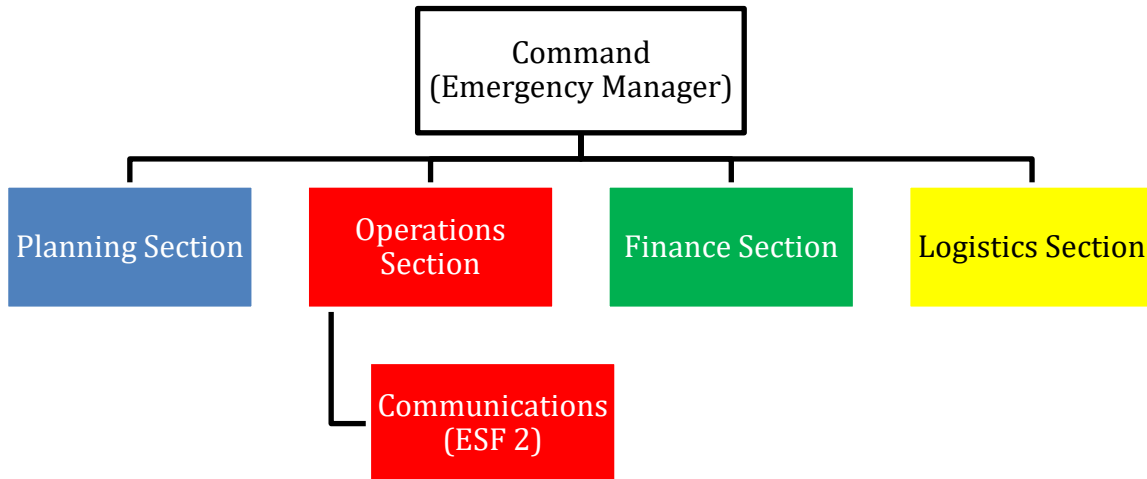 Command
(Emergency Manager)
Planning Section
Operations
Section
Finance Section
Logistics Section
Communications
(ESF 2)